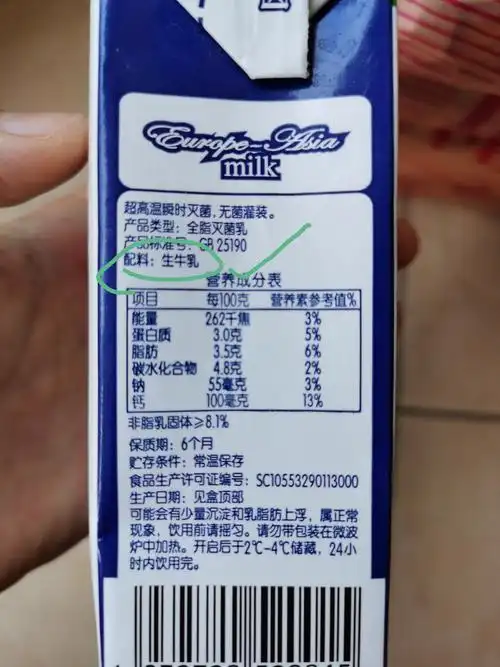 Europe-Asia
milk
超高温瞬时灭菌,无菌灌装。
产品类型：全脂灭菌乳
产品标准号：GB 25190
配料：生牛乳
营养成分表
项目 每100克 营养素参考值%
能量 262千焦 3%
蛋白质 3.0克 5%
脂肪 3.5克 6%
碳水化合物 4.8克 2%
钠 55毫克 3%
钙 100毫克 13%
非脂乳固体≥8.1%
保质期：6个月
贮存条件：常温保存
食品生产许可证编号：SC10553290113000
生产日期：见盒顶部
可能会有少量沉淀和乳脂肪上浮，属正常
现象，饮用前请摇匀。请勿带包装在微波
炉中加热。开启后于2℃-4℃储藏，24小
时内饮用完。